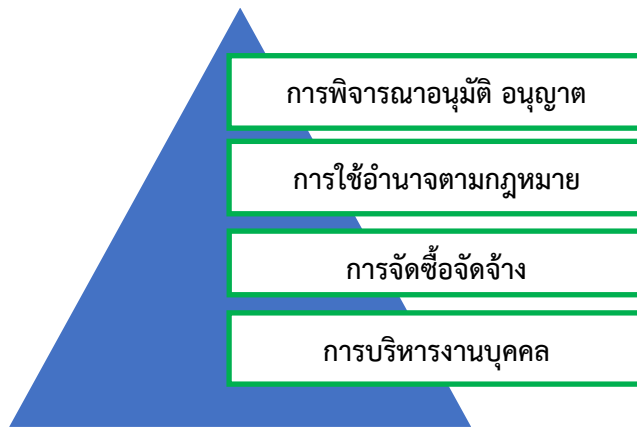 การพิจารณาอนุมัติ อนุญาต
การใช้อำนาจตามกฎหมาย
การจัดซื้อจัดจ้าง
การบริหารงานบุคคล